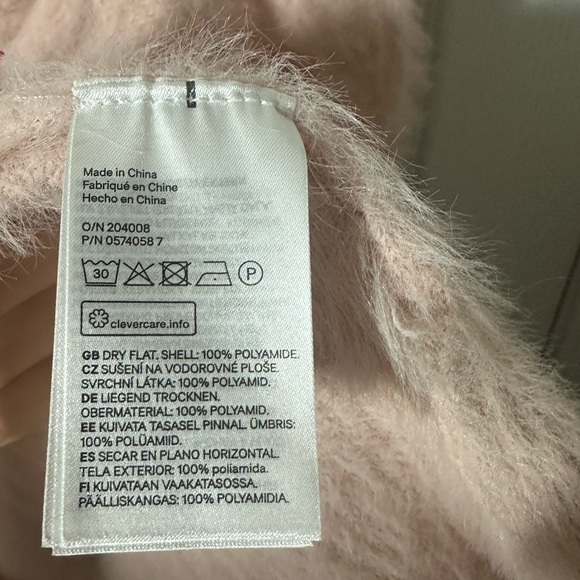 Made in China
Fabriqué en Chine
Hecho en China
O/N 204008
P/N 0574058 7
30 P
clevercare.info
GB DRY FLAT. SHELL: 100% POLYAMIDE.
CZ SUŠENÍ NA VODOROVNÉ PLOŠE.
SVRCHNÍ LÁTKA: 100% POLYAMID.
DE LIEGEND TROCKNEN.
OBERMATERIAL: 100% POLYAMID.
EE KUIVATA TASASEL PINNAL. ÜMBRIS:
100% POLÜAMIID.
ES SECAR EN PLANO HORIZONTAL.
TELA EXTERIOR: 100% poliamida.
FI KUIVATAAN VAAKATASOSSA.
PÄÄLLISKANGAS: 100% POLYAMIDIA.